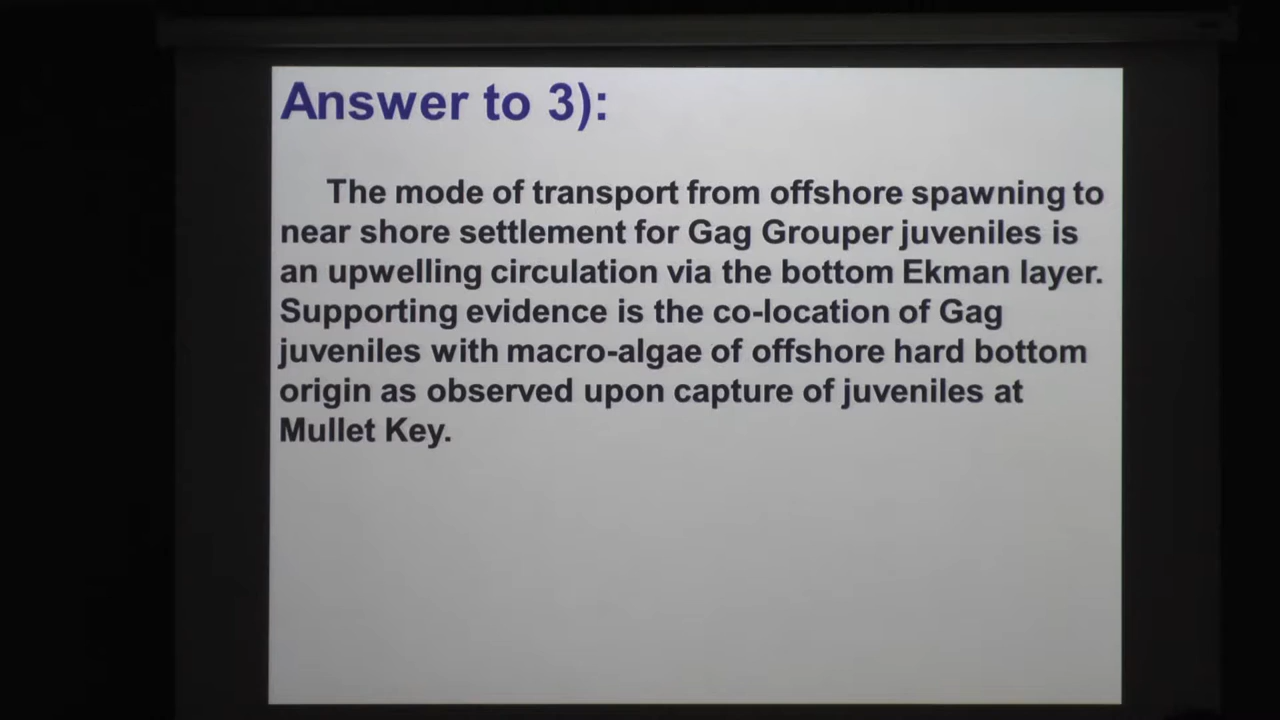 Answer to 3):
The mode of transport from offshore spawning to
near shore settlement for Gag Grouper juveniles is
an upwelling circulation via the bottom Ekman layer.
Supporting evidence is the co-location of Gag
juveniles with macro-algae of offshore hard bottom
origin as observed upon capture of juveniles at
Mullet Key.